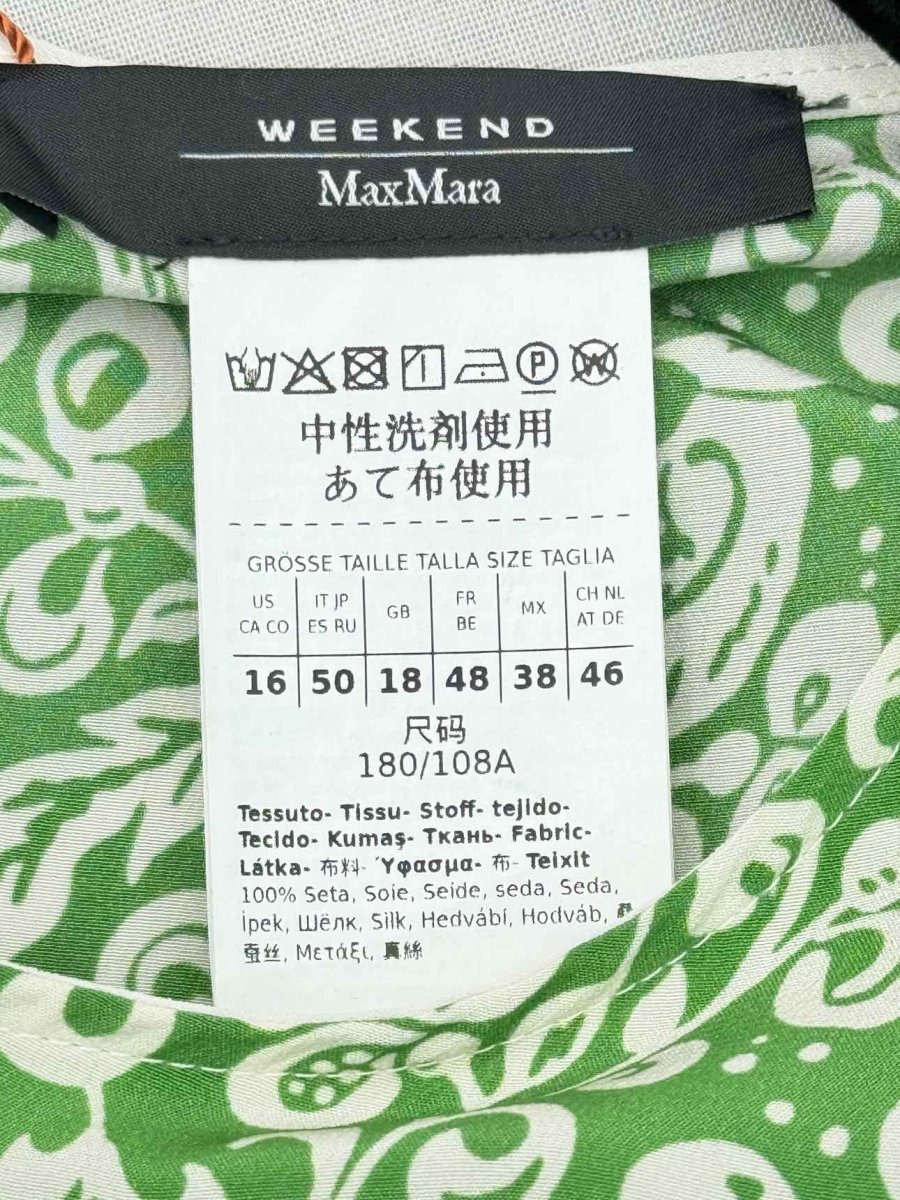 WEEKEND
MaxMara
P W
中性洗剤使用
あて布使用
GRÖSSE TAILLE TALLA SIZE TAGLIA
US CA CO | IT JP ES RU | GB | FR BE | MX | CH NL AT DE
16 | 50 | 18 | 48 | 38 | 46
尺码
180/108A
Tessuto- Tissu- Stoff- tejido-
Tecido- Kumaş- Ткань- Fabric-
Látka- 布料- Ύφασμα- 布- Teixit
100% Seta, Soie, Seide, seda, Seda,
İpek, Шёлк, Silk, Hedvábí, Hodváb,
蚕丝, Μετάξι, 真絲